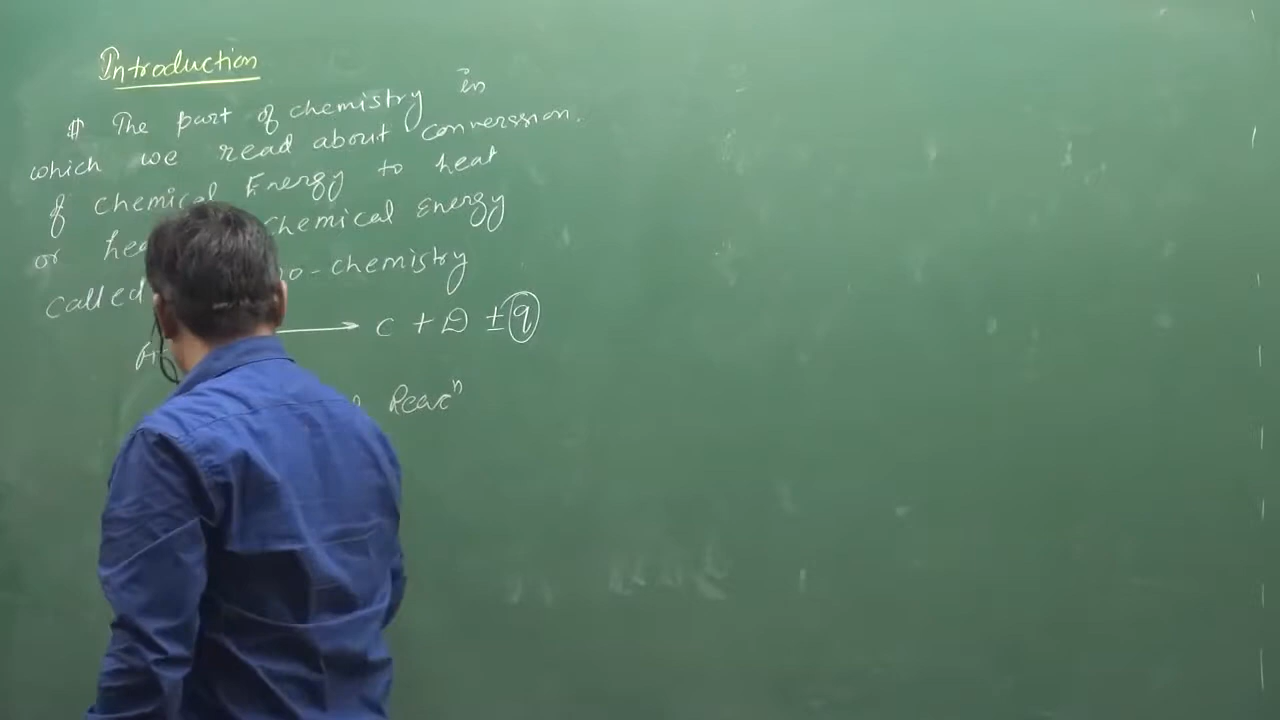 Introduction
# The part of chemistry in
which we read about conversion.
of chemical Energy to heat
or hea chemical Energy
called o-chemistry
→ C + D ± q
Reacⁿ